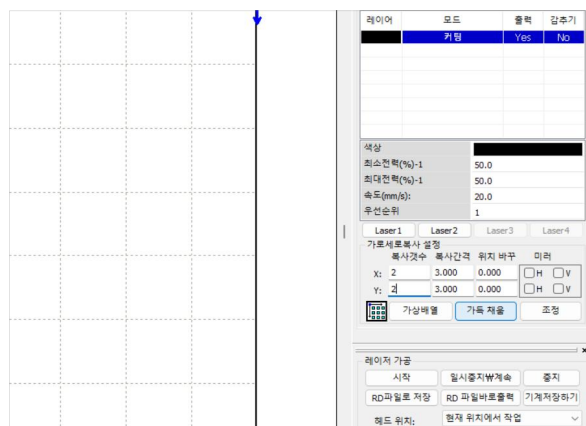 레이어 모드 출력 감추기
커팅 Yes No
색상
최소전력(%)-1 50.0
최대전력(%)-1 50.0
속도(mm/s): 20.0
우선순위 1
Laser1 Laser2 Laser3 Laser4
가로세로복사 설정
복사갯수 복사간격 위치 바꾸 미러
X: 2 3.000 0.000 H V
Y: 2 3.000 0.000 H V
가상배열 가득 채움 조정
레이저 가공
시작 일시중지₩계속 중지
RD파일로 저장 RD 파일바로출력 기계저장하기
헤드 위치: 현재 위치에서 작업